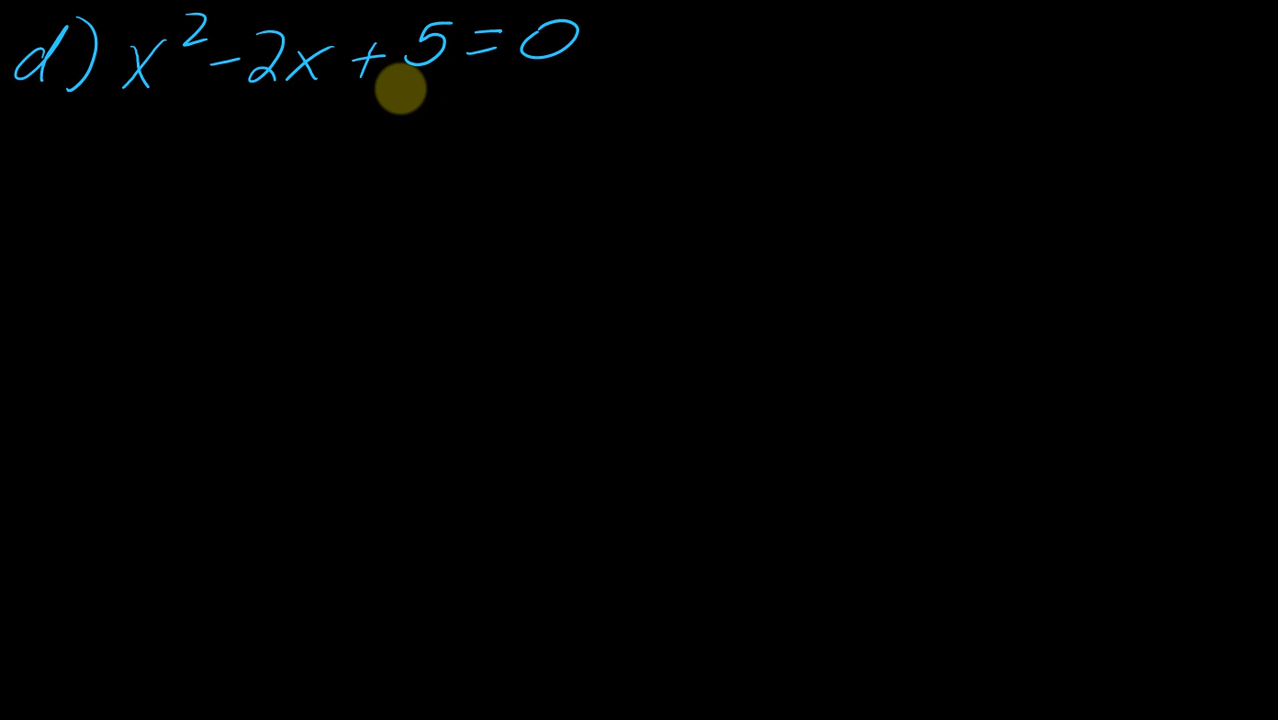 d) x² - 2x + 5 = 0